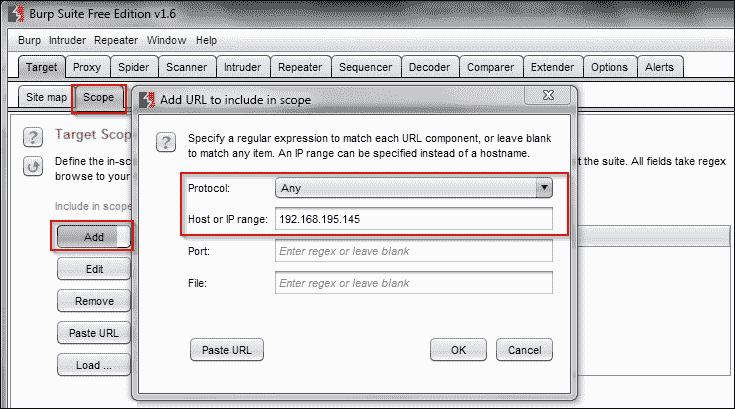 Burp Suite Free Edition v1.6
Burp Intruder Repeater Window Help
Target Proxy Spider Scanner Intruder Repeater Sequencer Decoder Comparer Extender Options Alerts
Site map Scope
Add URL to include in scope
? Target Scop
? Specify a regular expression to match each URL component, or leave blank
to match any item. An IP range can be specified instead of a hostname.
Define the in-sco
t the suite. All fields take regex
browse to your
Include in scope
Protocol: Any
Host or IP range: 192.168.195.145
Port: Enter regex or leave blank
File: Enter regex or leave blank
Add
Edit
Remove
Paste URL
Load ...
Paste URL OK Cancel